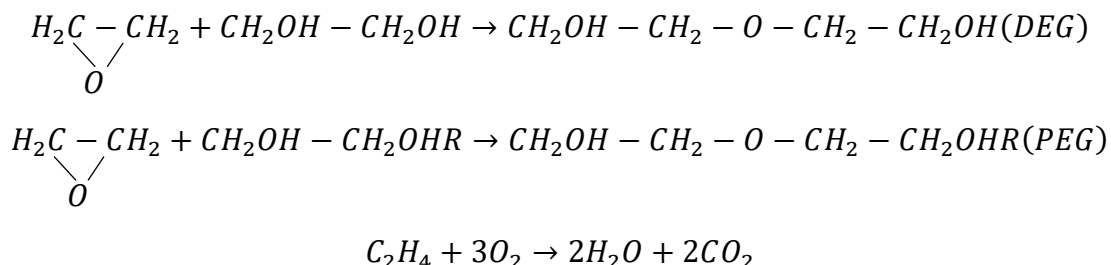 H₂C − CH₂ + CH₂OH − CH₂OH → CH₂OH − CH₂ − O − CH₂ − CH₂OH(DEG)
O
H₂C − CH₂ + CH₂OH − CH₂OHR → CH₂OH − CH₂ − O − CH₂ − CH₂OHR(PEG)
O
C₂H₄ + 3O₂ → 2H₂O + 2CO₂